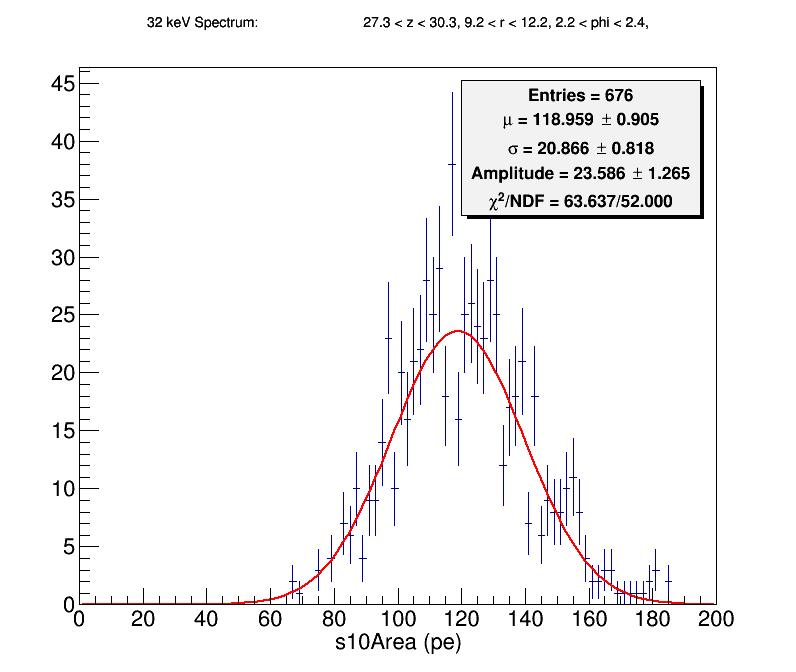 32 keV Spectrum: 27.3 < z < 30.3, 9.2 < r < 12.2, 2.2 < phi < 2.4,
Entries = 676
μ = 118.959 ± 0.905
σ = 20.866 ± 0.818
Amplitude = 23.586 ± 1.265
χ²/NDF = 63.637/52.000
45
40
35
30
25
20
15
10
5
0
0 20 40 60 80 100 120 140 160 180 200
s10Area (pe)